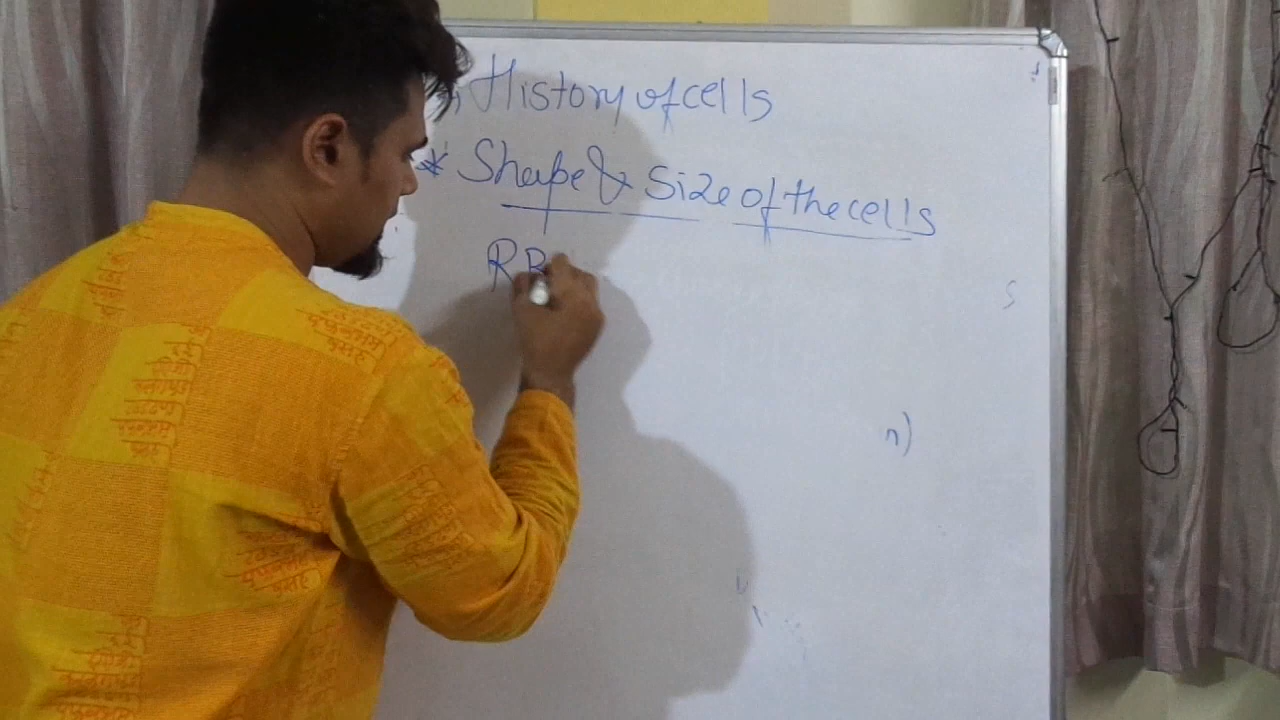 History of cells
* Shape & Size of the cells
RB
n)